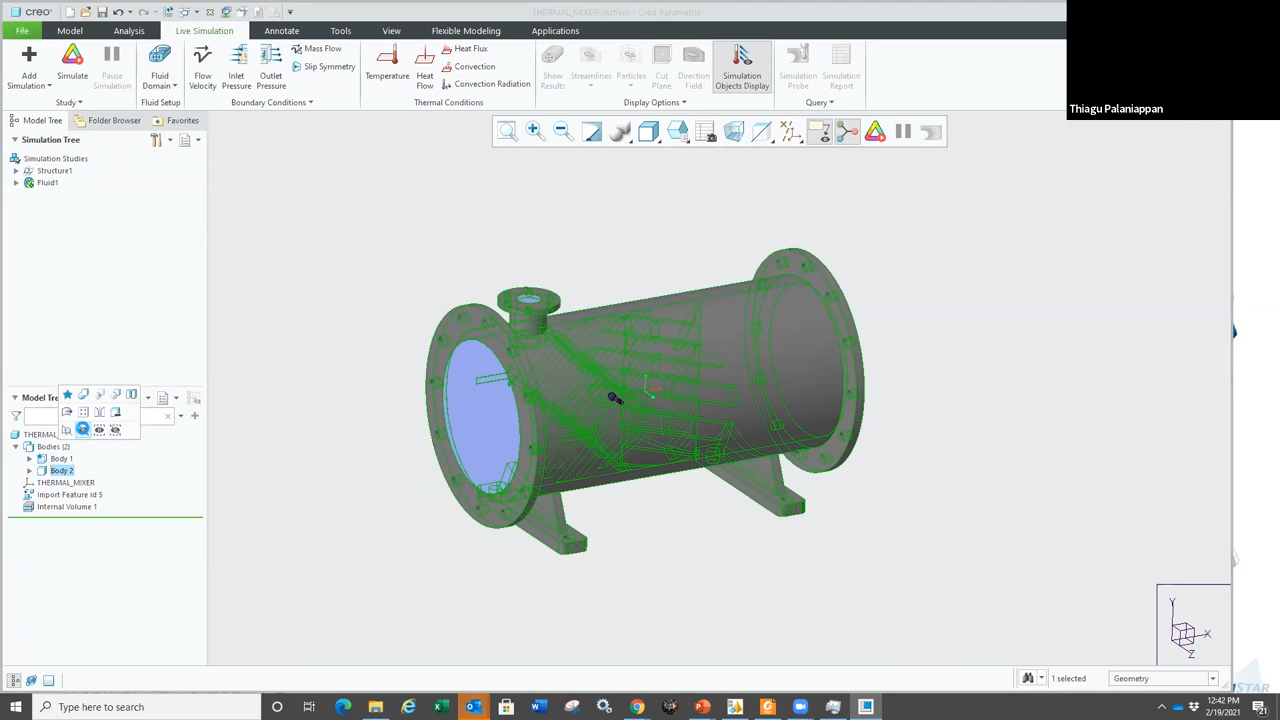 creo
THERMAL_MIXER (Active) - Creo Parametric
File
Model
Analysis
Live Simulation
Annotate
Tools
View
Flexible Modeling
Applications
Add Simulation
Simulate
Pause Simulation
Fluid Domain
Flow Velocity
Inlet Pressure
Outlet Pressure
Mass Flow
Slip Symmetry
Temperature
Heat Flow
Heat Flux
Convection
Convection Radiation
Show Results
Streamlines
Particles
Cut Plane
Direction Field
Simulation Objects Display
Simulation Probe
Simulation Report
Study
Fluid Setup
Boundary Conditions
Thermal Conditions
Display Options
Query
Thiagu Palaniappan
Model Tree
Folder Browser
Favorites
Simulation Tree
Simulation Studies
Structure1
Fluid1
Model Tre
THERMAL
Bodies (2)
Body 1
Body 2
THERMAL_MIXER
Import Feature id 5
Internal Volume 1
Y
X
Z
1 selected
Geometry
Type here to search
12:42 PM
2/19/2021
21